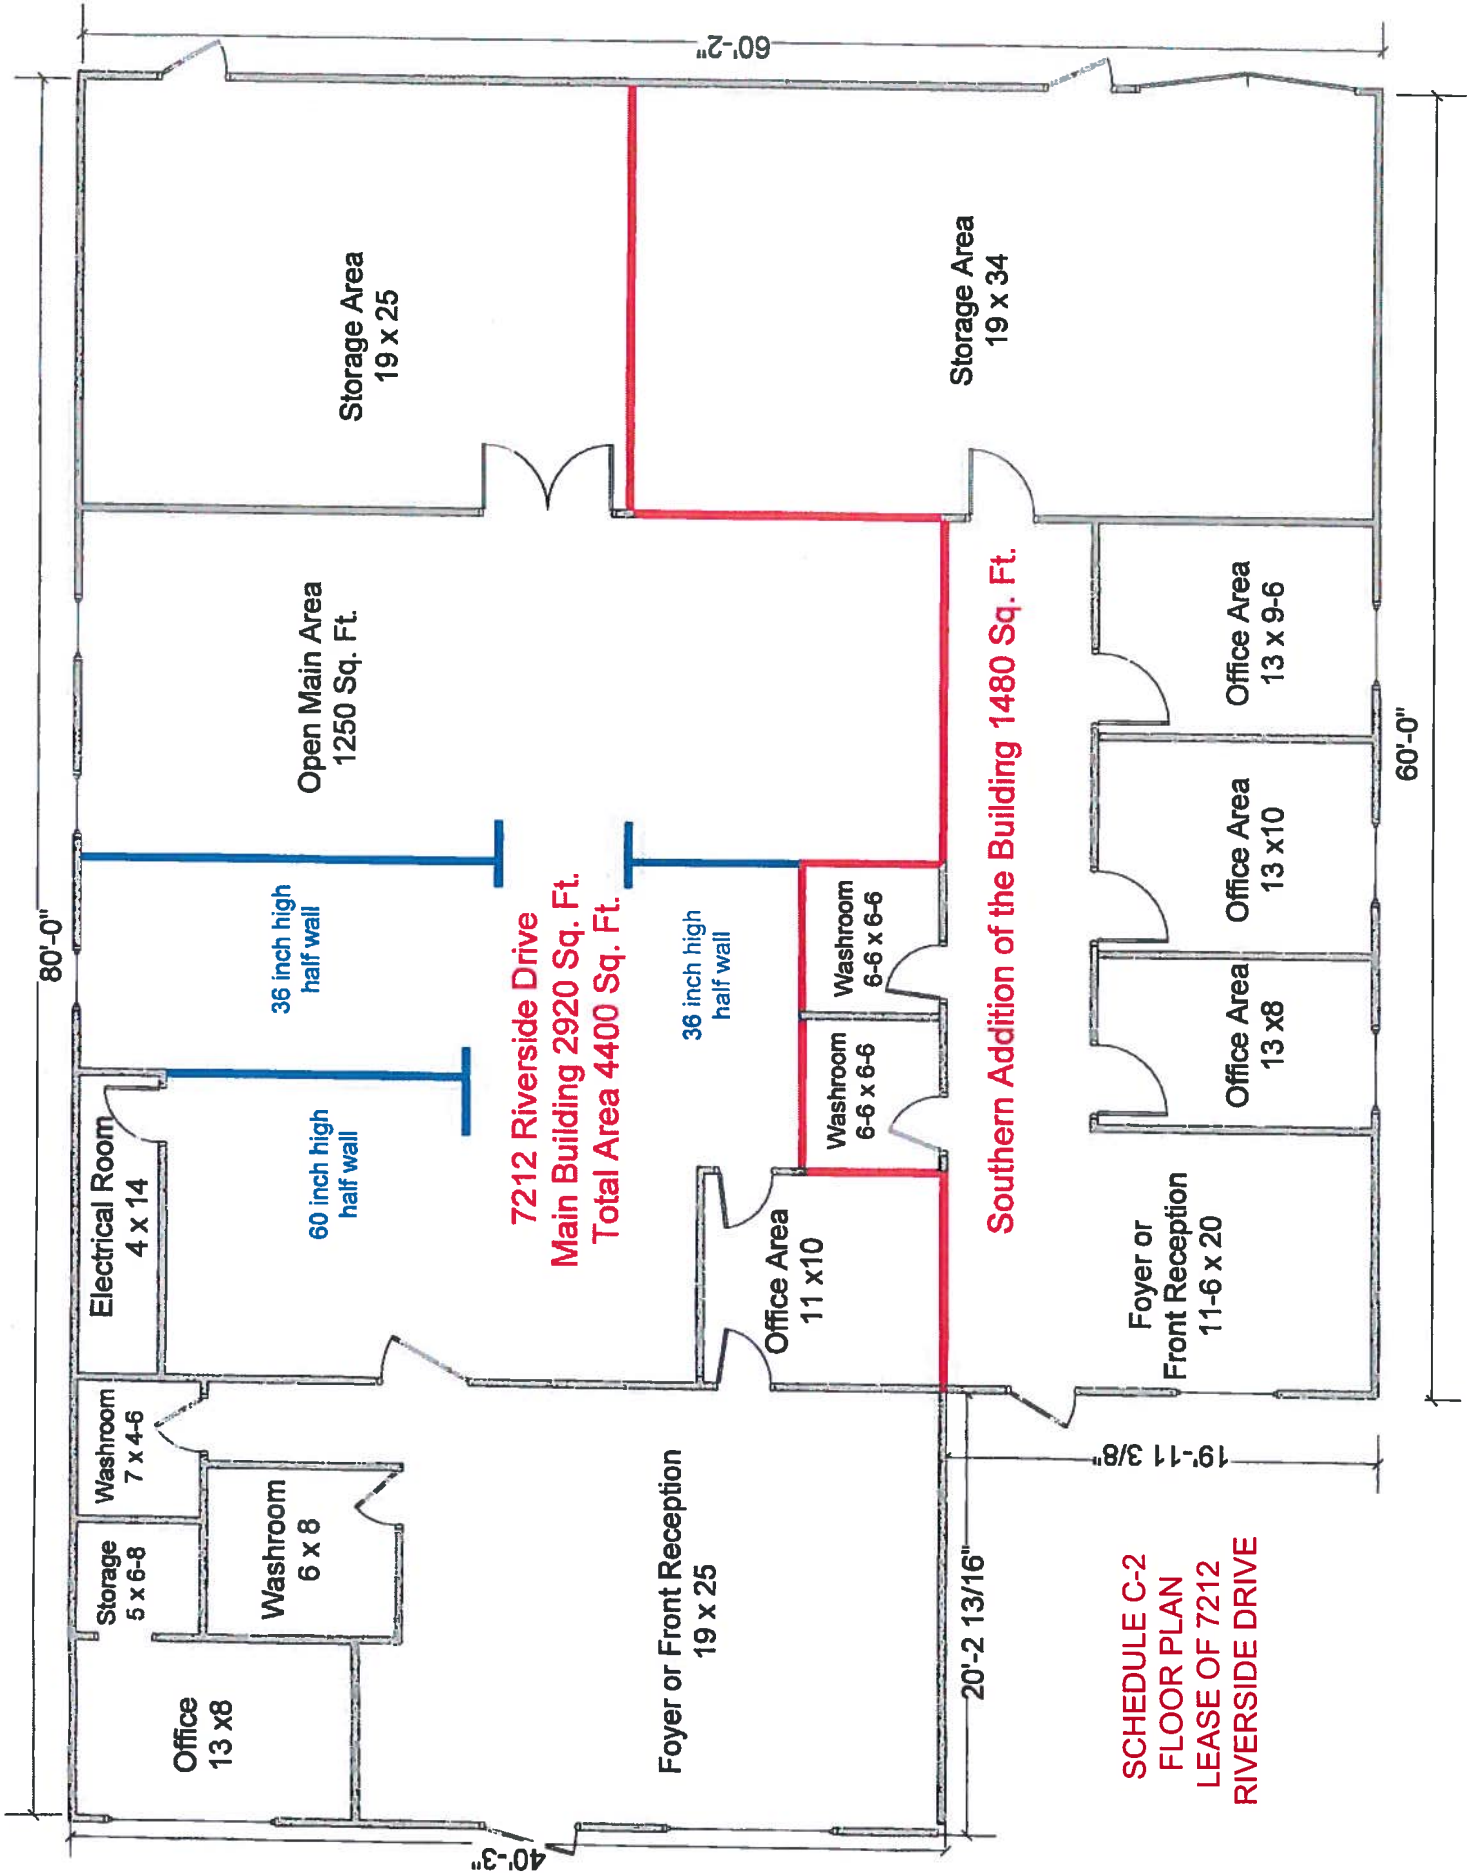 80'-0"
60'-2"
Storage Area
19 x 25
Storage Area
19 x 34
Open Main Area
1250 Sq. Ft.
36 inch high
half wall
36 inch high
half wall
60 inch high
half wall
7212 Riverside Drive
Main Building 2920 Sq. Ft.
Total Area 4400 Sq. Ft.
Southern Addition of the Building 1480 Sq. Ft.
Office Area
13 x 9-6
Office Area
13 x10
Office Area
13 x8
60'-0"
Washroom
6-6 x 6-6
Washroom
6-6 x 6-6
Electrical Room
4 x 14
Office Area
11 x10
Foyer or
Front Reception
11-6 x 20
Washroom
7 x 4-6
Storage
5 x 6-8
Washroom
6 x 8
Office
13 x8
Foyer or Front Reception
19 x 25
40'-3"
20'-2 13/16"
19'-11 3/8"
SCHEDULE C-2
FLOOR PLAN
LEASE OF 7212
RIVERSIDE DRIVE